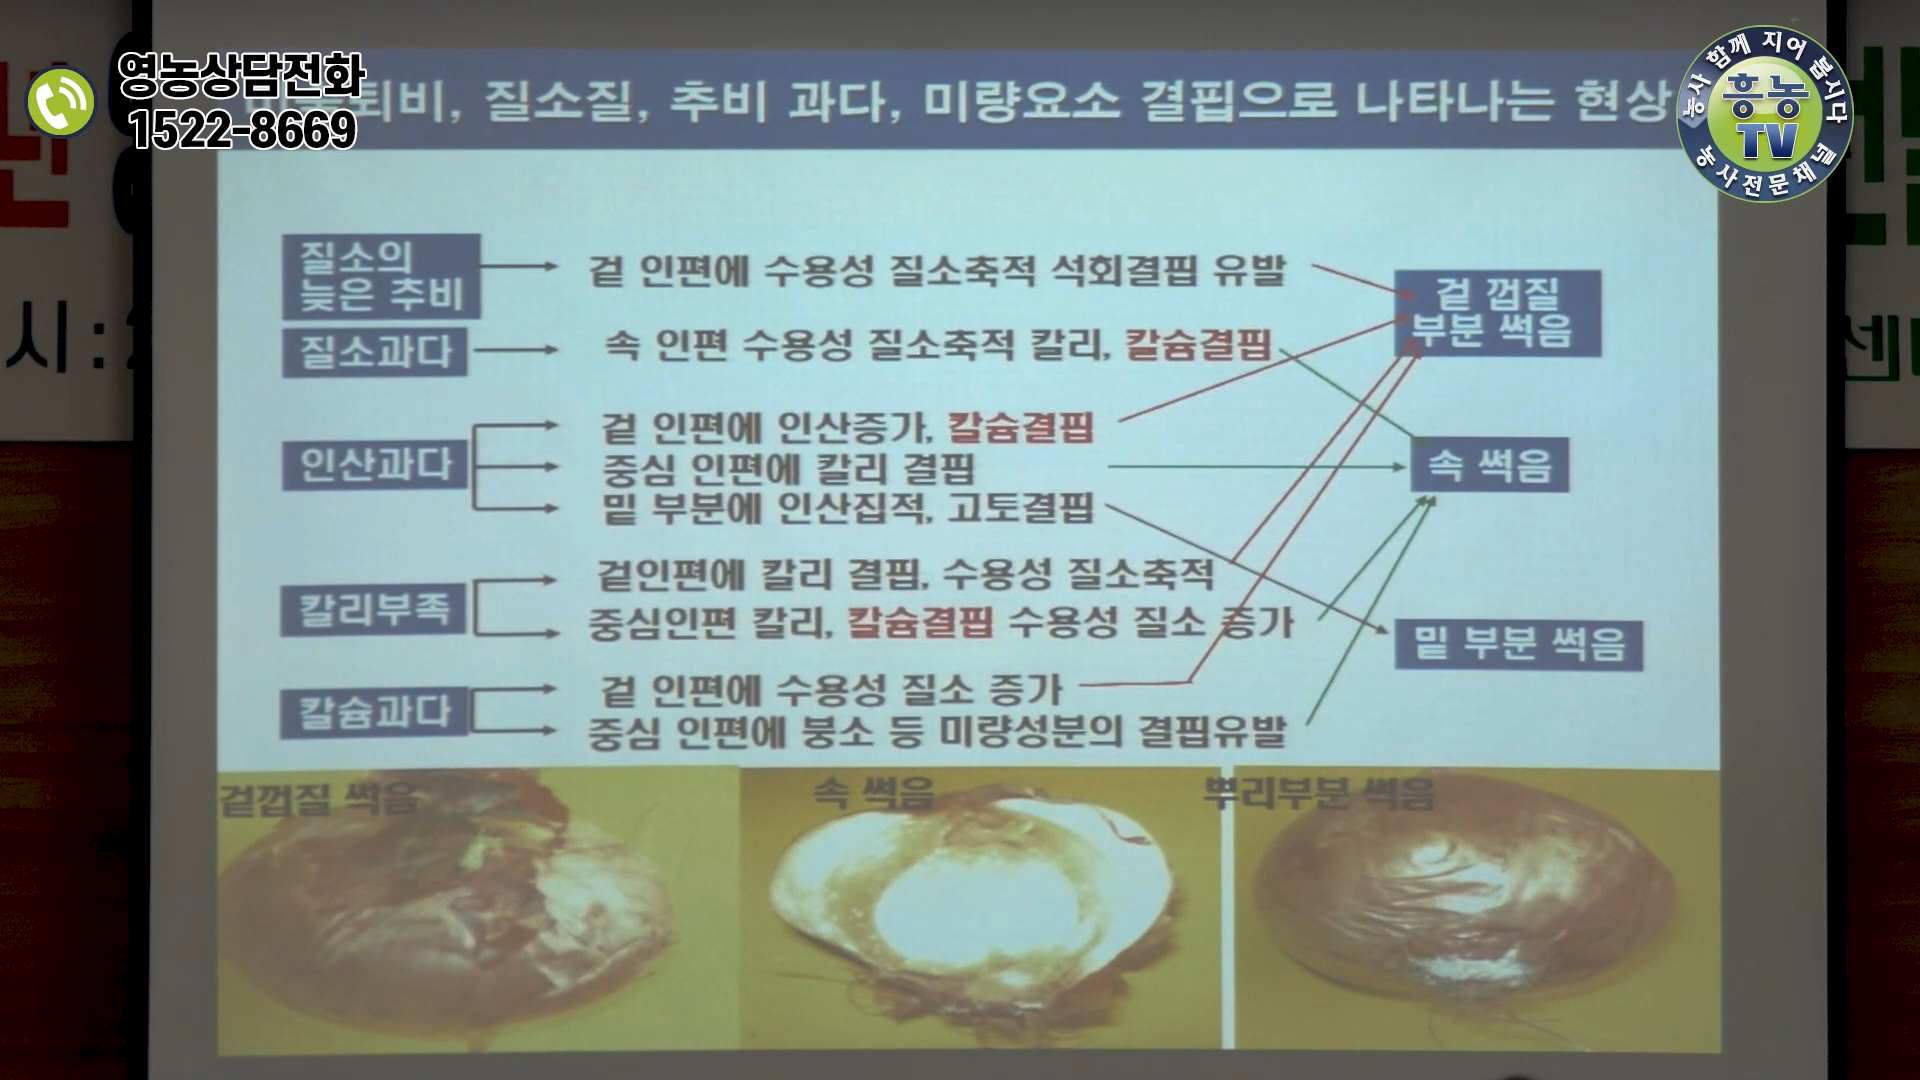 영농상담전화
1522-8669
퇴비, 질소질, 추비 과다, 미량요소 결핍으로 나타나는 현상
농사 함께 지어 봅시다
흥농
TV
농사전문채널
질소의
늦은 추비
겉 인편에 수용성 질소축적 석회결핍 유발
겉 껍질
부분 썩음
질소과다
속 인편 수용성 질소축적 칼리, 칼슘결핍
시:
센
인산과다
겉 인편에 인산증가, 칼슘결핍
중심 인편에 칼리 결핍
밑 부분에 인산집적, 고토결핍
속 썩음
칼리부족
겉인편에 칼리 결핍, 수용성 질소축적
중심인편 칼리, 칼슘결핍 수용성 질소 증가
밑 부분 썩음
칼슘과다
겉 인편에 수용성 질소 증가
중심 인편에 붕소 등 미량성분의 결핍유발
겉껍질 썩음
속 썩음
뿌리부분 썩음